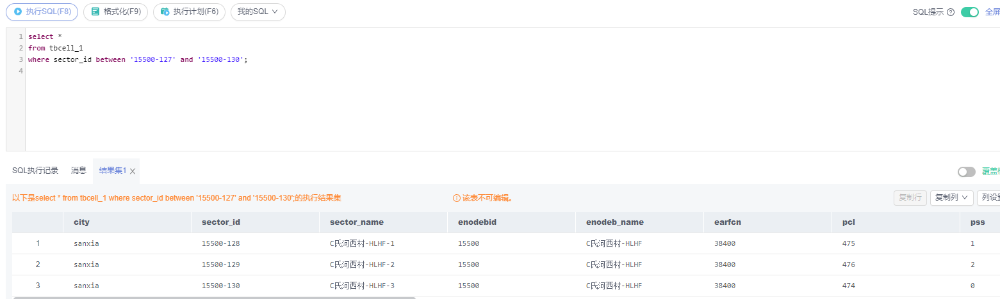 执行SQL(F8) 格式化(F9) 执行计划(F6) 我的SQL SQL提示 全屏
1 select *
2 from tbcell_1
3 where sector_id between '15500-127' and '15500-130';
4
SQL执行记录 消息 结果集1 覆盖
以下是select * from tbcell_1 where sector_id between '15500-127' and '15500-130';的执行结果集 该表不可编辑。 复制行 复制列 列设置
city sector_id sector_name enodebid enodeb_name earfcn pcl pss
1 sanxia 15500-128 C氏河西村-HLHF-1 15500 C氏河西村-HLHF 38400 475 1
2 sanxia 15500-129 C氏河西村-HLHF-2 15500 C氏河西村-HLHF 38400 476 2
3 sanxia 15500-130 C氏河西村-HLHF-3 15500 C氏河西村-HLHF 38400 474 0